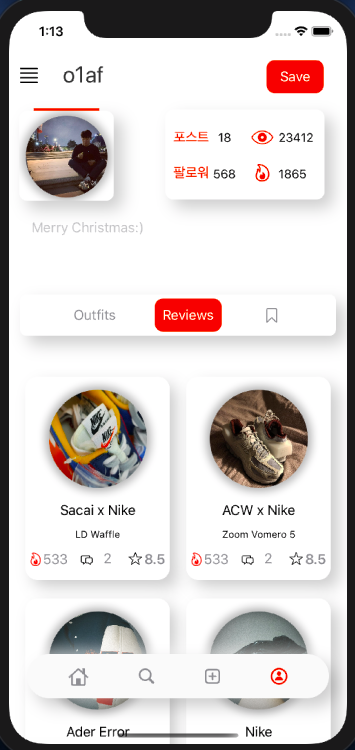 1:13
o1af
Save
포스트 18 23412
팔로워 568 1865
Merry Christmas:)
Outfits Reviews
Sacai x Nike
LD Waffle
533 2 8.5
ACW x Nike
Zoom Vomero 5
533 2 8.5
Ader Error
Nike